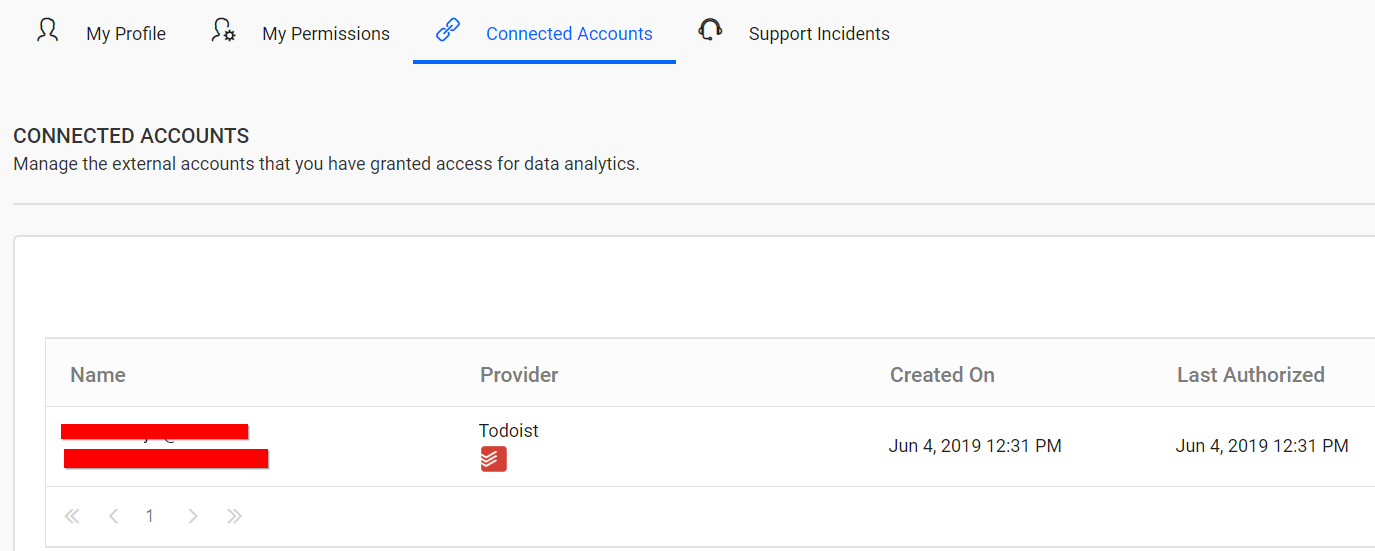 My Profile My Permissions Connected Accounts Support Incidents
CONNECTED ACCOUNTS
Manage the external accounts that you have granted access for data analytics.
Name Provider Created On Last Authorized
Todoist
Jun 4, 2019 12:31 PM Jun 4, 2019 12:31 PM
1